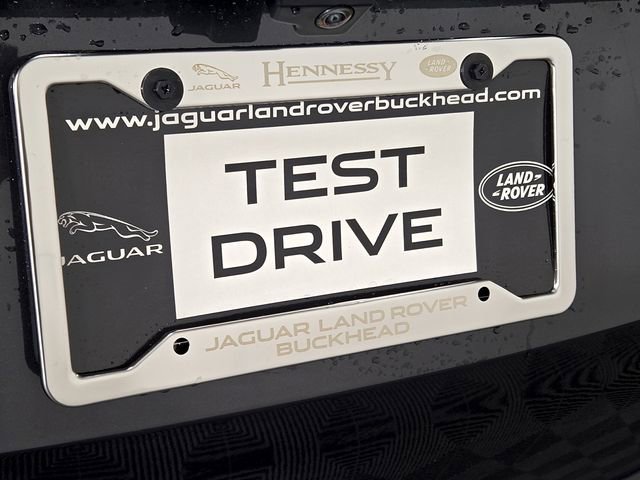 JAGUAR HENNESSY LAND ROVER
www.jaguarlandroverbuckhead.com
TEST
DRIVE
JAGUAR
LAND
ROVER
JAGUAR LAND ROVER
BUCKHEAD